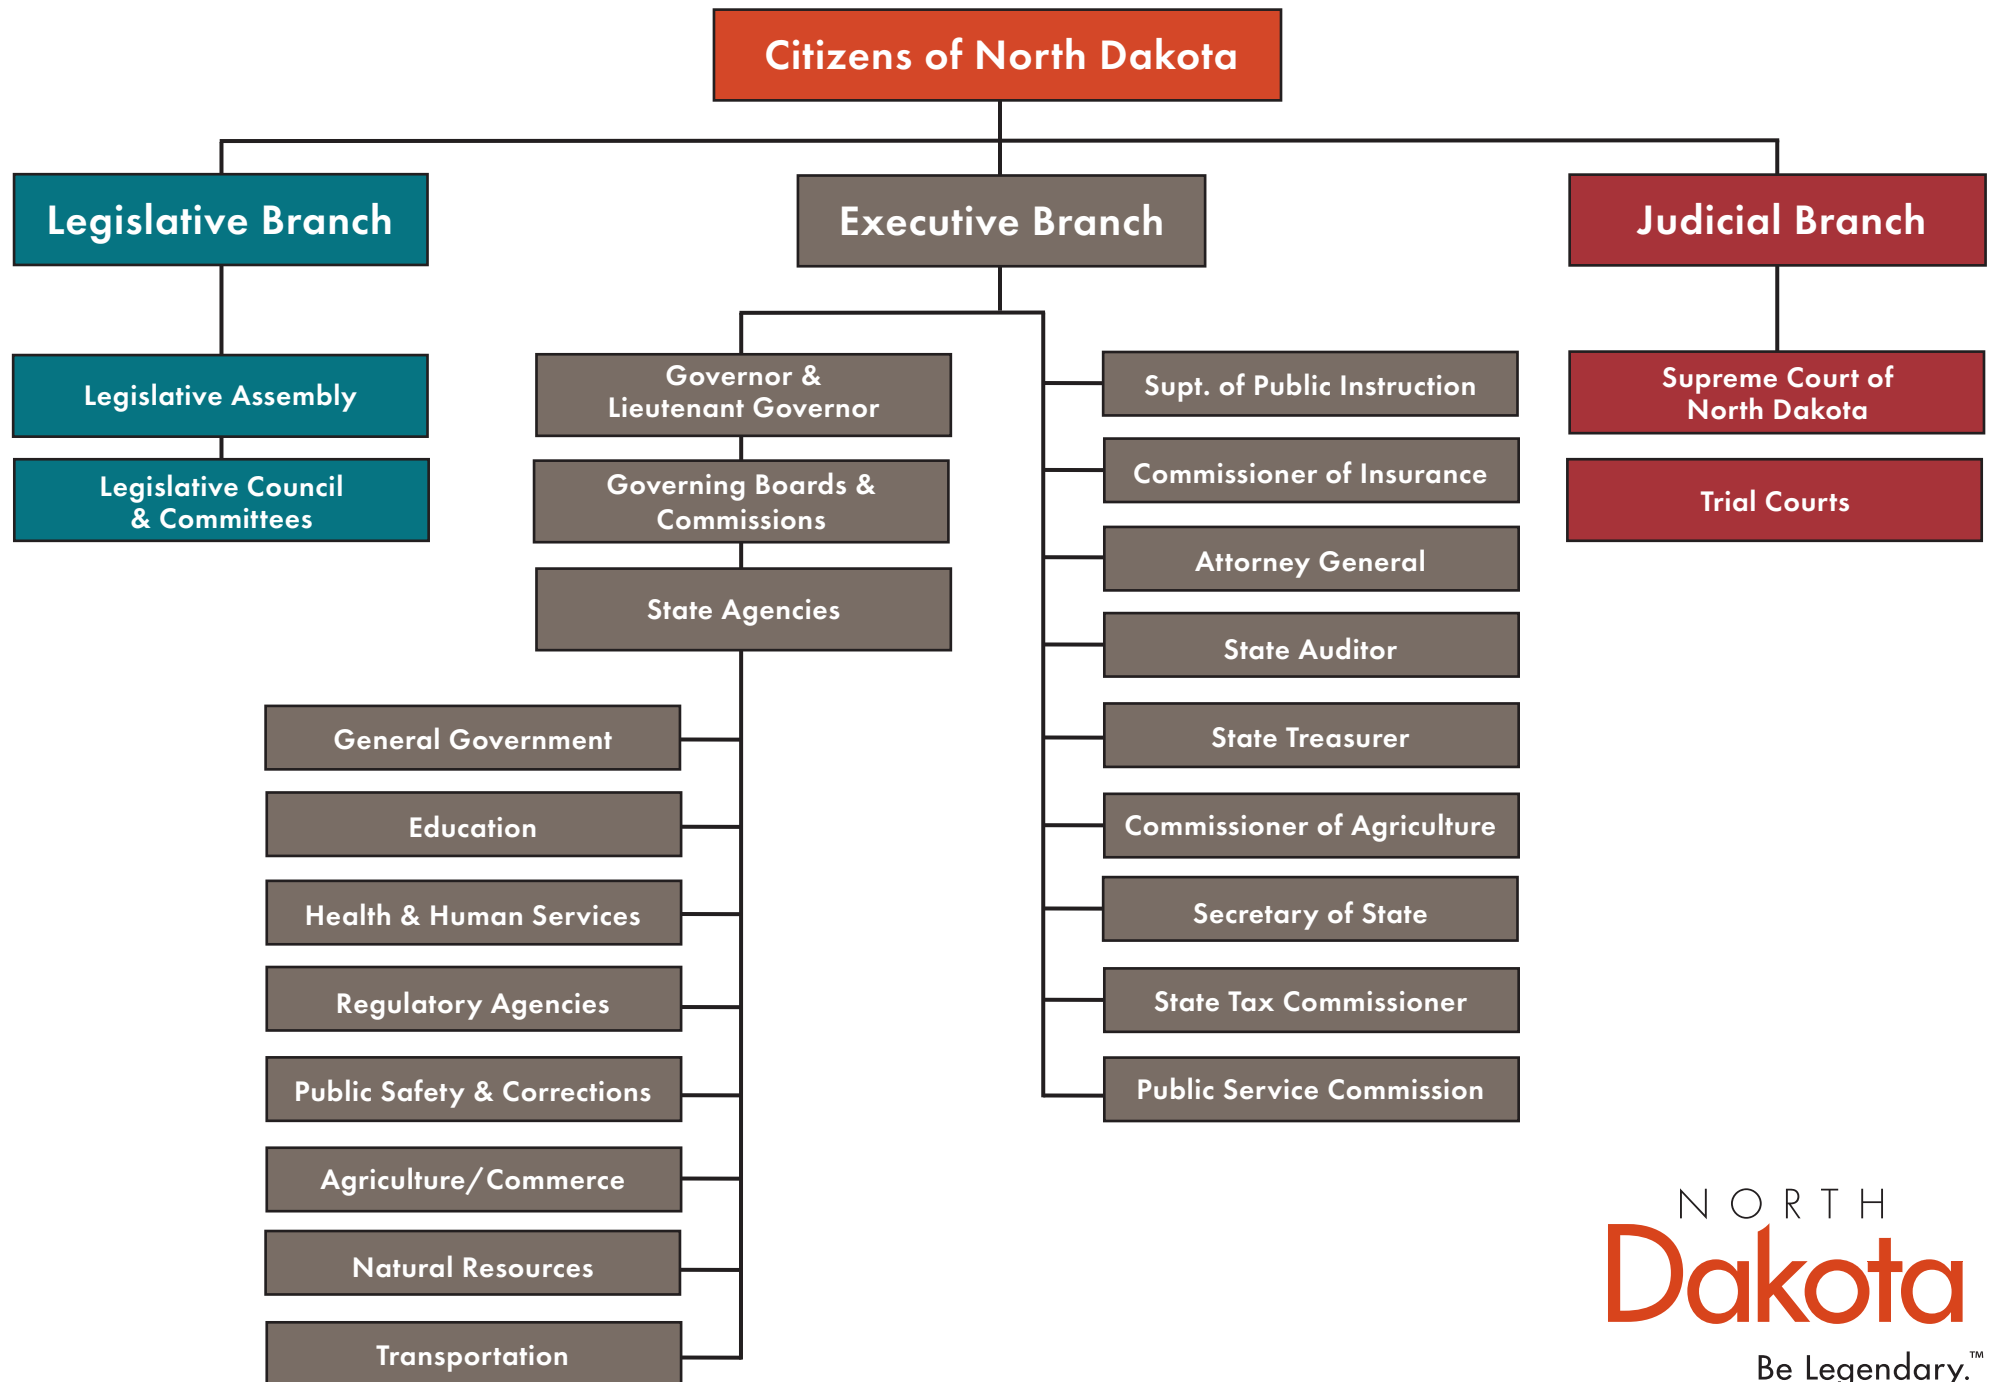 Citizens of North Dakota
Legislative Branch
Executive Branch
Judicial Branch
Legislative Assembly
Legislative Council
& Committees
Governor &
Lieutenant Governor
Governing Boards &
Commissions
State Agencies
General Government
Education
Health & Human Services
Regulatory Agencies
Public Safety & Corrections
Agriculture/Commerce
Natural Resources
Transportation
Supt. of Public Instruction
Commissioner of Insurance
Attorney General
State Auditor
State Treasurer
Commissioner of Agriculture
Secretary of State
State Tax Commissioner
Public Service Commission
Supreme Court of
North Dakota
Trial Courts
NORTH
Dakota
Be Legendary.™